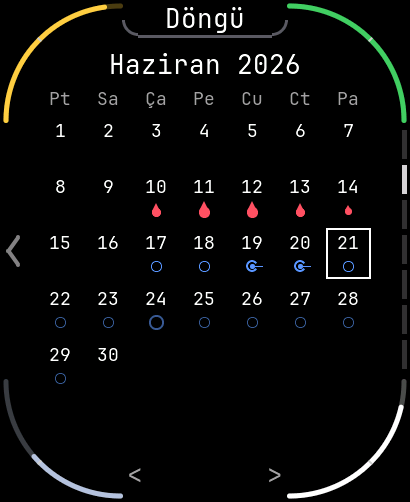 Döngü
Haziran 2026
Pt Sa Ça Pe Cu Ct Pa
1 2 3 4 5 6 7
8 9 10 11 12 13 14
15 16 17 18 19 20 21
22 23 24 25 26 27 28
29 30
< >